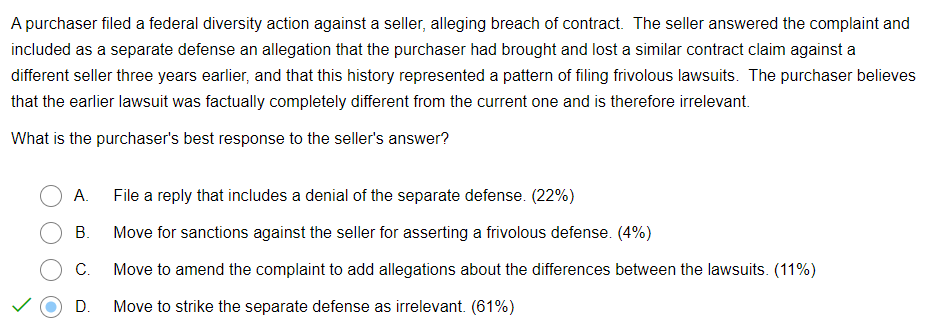 A purchaser filed a federal diversity action against a seller, alleging breach of contract.  The seller answered the complaint and
included as a separate defense an allegation that the purchaser had brought and lost a similar contract claim against a
different seller three years earlier, and that this history represented a pattern of filing frivolous lawsuits.  The purchaser believes
that the earlier lawsuit was factually completely different from the current one and is therefore irrelevant.
What is the purchaser's best response to the seller's answer?
A. File a reply that includes a denial of the separate defense. (22%)
B. Move for sanctions against the seller for asserting a frivolous defense. (4%)
C. Move to amend the complaint to add allegations about the differences between the lawsuits. (11%)
D. Move to strike the separate defense as irrelevant. (61%)